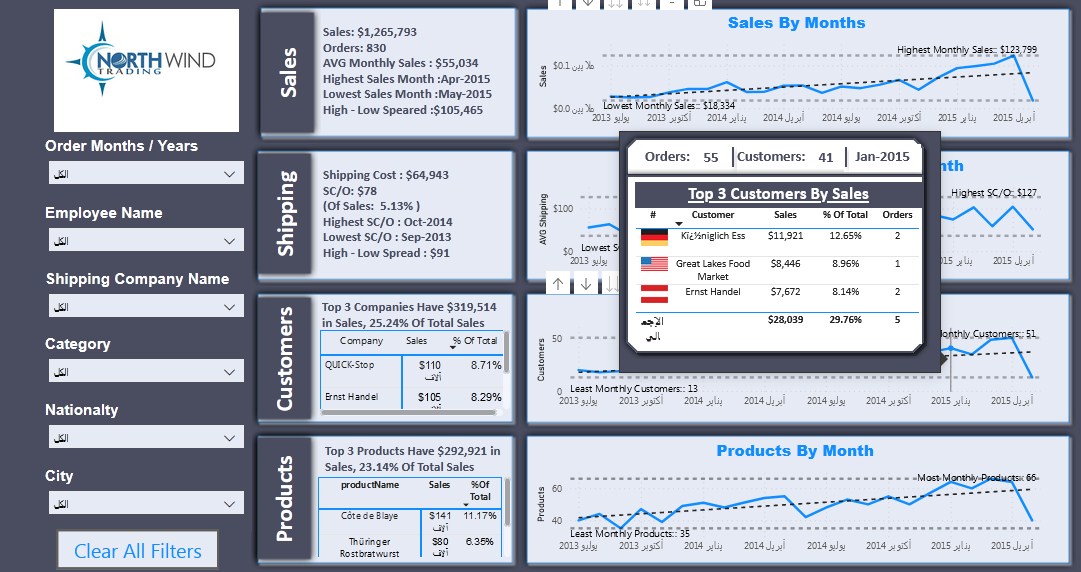 NORTHWIND
TRADING
Order Months / Years
الكل
Employee Name
الكل
Shipping Company Name
الكل
Category
الكل
Nationalty
الكل
City
الكل
Clear All Filters
Sales
Sales: $1,265,793
Orders: 830
AVG Monthly Sales : $55,034
Highest Sales Month :Apr-2015
Lowest Sales Month :May-2015
High - Low Speared :$105,465
Sales By Months
Highest Monthly Sales:: $123,799
Sales
$0.1
$0.0
Lowest Monthly Sales:: $18,334
يوليو 2013 أكتوبر 2013 يناير 2014 أبريل 2014 يوليو 2014 أكتوبر 2014 يناير 2015 أبريل 2015
Shipping
Shipping Cost : $64,943
SC/O: $78
(Of Sales: 5.13% )
Highest SC/O : Oct-2014
Lowest SC/O : Sep-2013
High - Low Spread : $91
nth
Highest SC/O:: $127
AVG Shipping
$100
$0
Lowest S
يوليو 2013
يناير 2015 أبريل 2015
Orders: 55 Customers: 41 Jan-2015
Top 3 Customers By Sales
# Customer Sales % Of Total Orders
Kï¿½niglich Ess $11,921 12.65% 2
Great Lakes Food Market $8,446 8.96% 1
Ernst Handel $7,672 8.14% 2
الإجمالي $28,039 29.76% 5
Customers
Top 3 Companies Have $319,514
in Sales, 25.24% Of Total Sales
Company Sales % Of Total
QUICK-Stop $110 آلاف 8.71%
Ernst Handel $105 8.29%
Customers
50
0
onthly Customers:: 51
Least Monthly Customers:: 13
يوليو 2013 أكتوبر 2013 يناير 2014 أبريل 2014 يوليو 2014 أكتوبر 2014 يناير 2015 أبريل 2015
Products
Top 3 Products Have $292,921 in
Sales, 23.14% Of Total Sales
productName Sales %Of Total
Côte de Blaye $141 آلاف 11.17%
Thüringer Rostbratwurst $80 آلاف 6.35%
Products By Month
Most Monthly Products:: 66
Products
60
40
Least Monthly Products:: 35
يوليو 2013 أكتوبر 2013 يناير 2014 أبريل 2014 يوليو 2014 أكتوبر 2014 يناير 2015 أبريل 2015